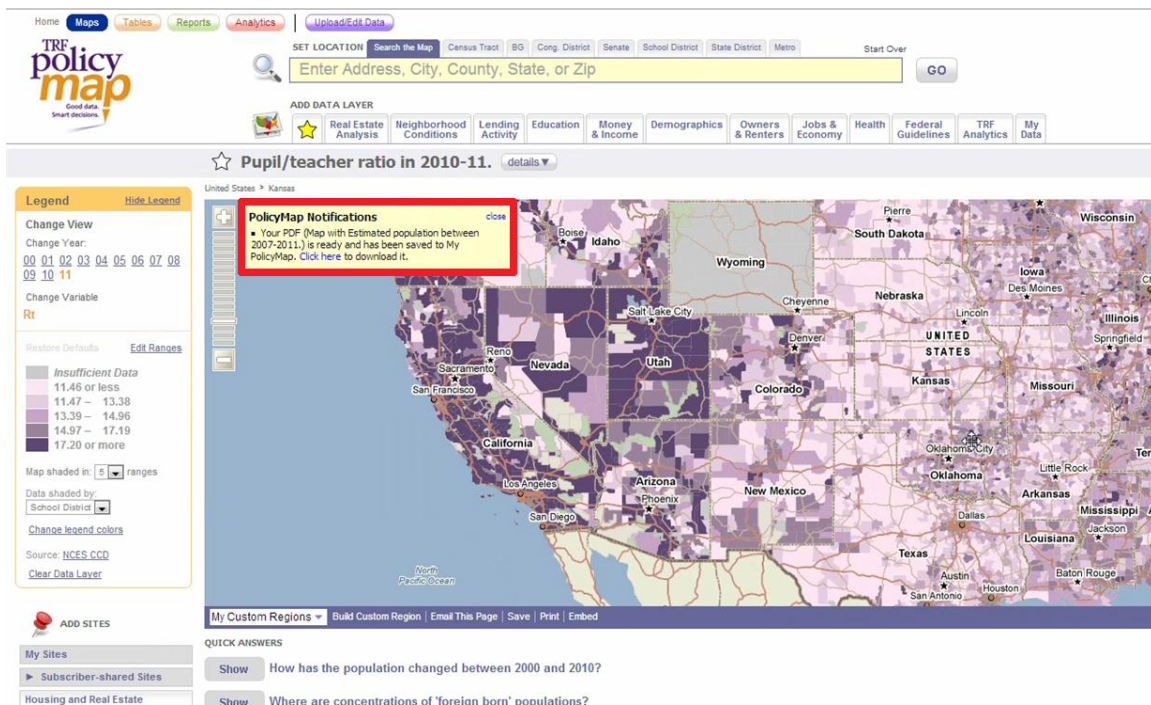 Home Maps Tables Reports Analytics Upload/Edit Data
TRF
policy
map
Good data.
Smart decisions.
SET LOCATION Search the Map Census Tract BG Cong. District Senate School District State District Metro Start Over
Enter Address, City, County, State, or Zip GO
ADD DATA LAYER
Real Estate Analysis Neighborhood Conditions Lending Activity Education Money & Income Demographics Owners & Renters Jobs & Economy Health Federal Guidelines TRF Analytics My Data
Pupil/teacher ratio in 2010-11. details
United States > Kansas
Legend Hide Legend
Change View
Change Year:
00 01 02 03 04 05 06 07 08
09 10 11
Change Variable
Rt
Restore Defaults Edit Ranges
Insufficient Data
11.46 or less
11.47 – 13.38
13.39 – 14.96
14.97 – 17.19
17.20 or more
Map shaded in: 5 ranges
Data shaded by:
School District
Change legend colors
Source: NCES CCD
Clear Data Layer
ADD SITES
My Sites
Subscriber-shared Sites
Housing and Real Estate
PolicyMap Notifications close
Your PDF (Map with Estimated population between
2007-2011.) is ready and has been saved to My
PolicyMap. Click here to download it.
Pierre
Wisconsin
Boise
Idaho
South Dakota
Wyoming
Iowa
Des Moines
Cheyenne
Nebraska
Salt Lake City
Lincoln
Illinois
Denver
UNITED
STATES
Springfield
Reno
Sacramento
Nevada
Utah
San Francisco
Colorado
Kansas
Missouri
California
Oklahoma City
Little Rock
Los Angeles
Arizona
Phoenix
New Mexico
Oklahoma
Arkansas
San Diego
Dallas
Mississippi
Jackson
Louisiana
Texas
North
Pacific Ocean
Austin
Baton Rouge
San Antonio
Houston
My Custom Regions Build Custom Region | Email This Page | Save | Print | Embed
QUICK ANSWERS
Show How has the population changed between 2000 and 2010?
Show Where are concentrations of 'foreign born' populations?